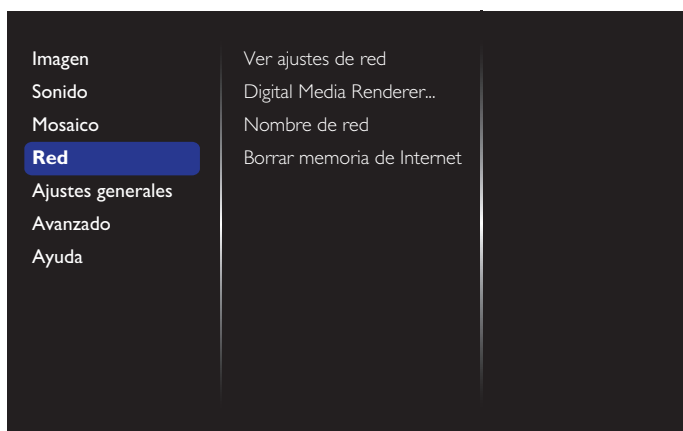 Imagen
Sonido
Mosaico
Red
Ajustes generales
Avanzado
Ayuda
Ver ajustes de red
Digital Media Renderer...
Nombre de red
Borrar memoria de Internet